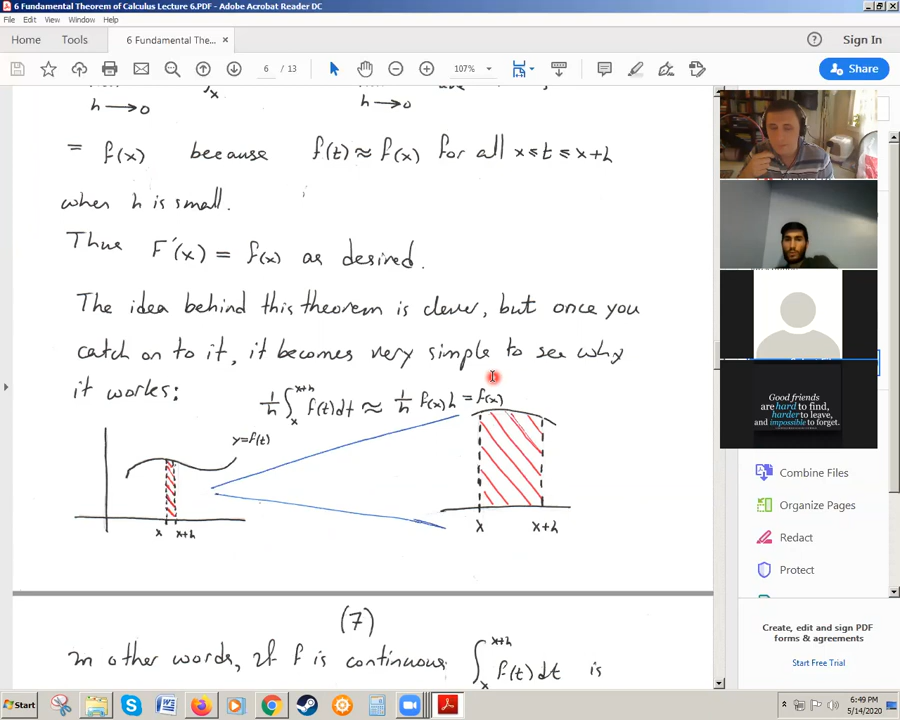 6 Fundamental Theorem of Calculus Lecture 6.PDF - Adobe Acrobat Reader DC
File Edit View Window Help
Home Tools 6 Fundamental The... × ? Sign In
6 / 13 107% Share
h→0 ∫x h→0
= f(x) because f(t) ≈ f(x) for all x ≤ t ≤ x+h
when h is small.
Thus F'(x) = f(x) as desired.
The idea behind this theorem is clever, but once you
catch on to it, it becomes very simple to see why
it works:
1/h ∫x^x+h f(t)dt ≈ 1/h f(x)h = f(x)
y=f(t)
x x+h
x x+h
(7)
In other words, if f is continuous, ∫x^x+h f(t)dt is
Good friends
are hard to find,
harder to leave,
and impossible to forget.
Combine Files
Organize Pages
Redact
Protect
Create, edit and sign PDF
forms & agreements
Start Free Trial
Start
6:49 PM
5/14/2020